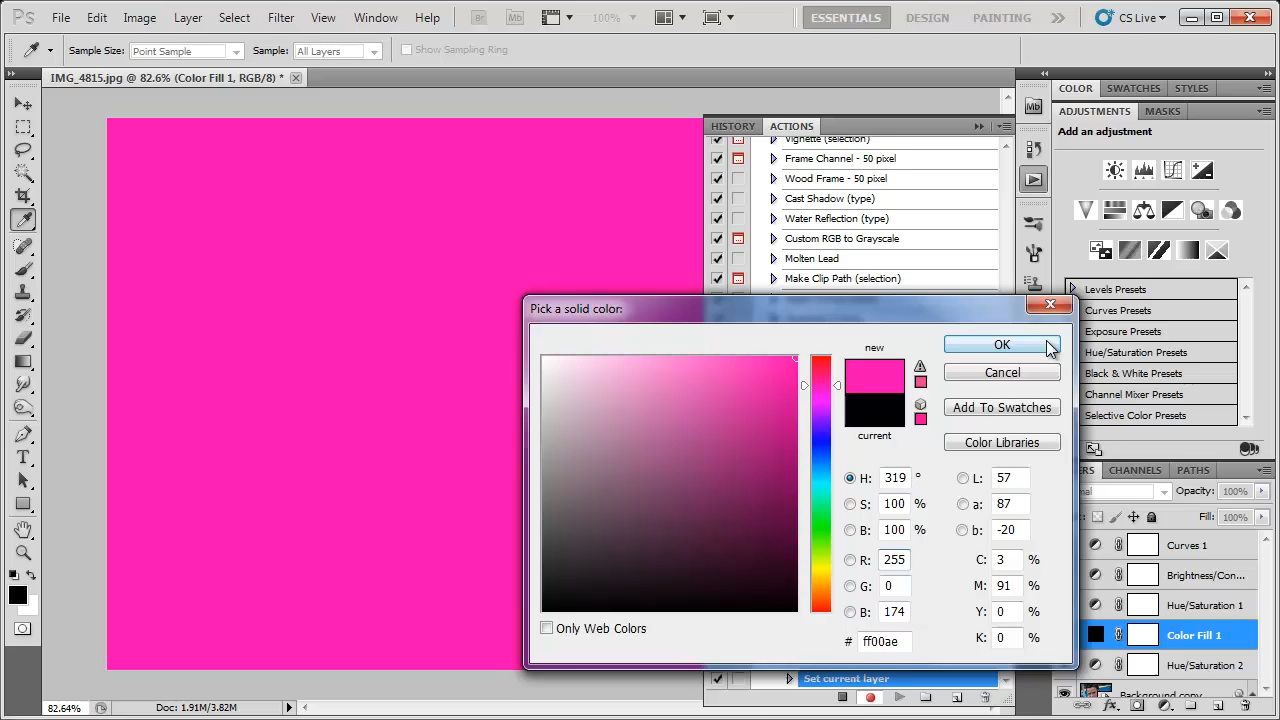 Ps File Edit Image Layer Select Filter View Window Help Br Mb 100% ESSENTIALS DESIGN PAINTING CS Live
Sample Size: Point Sample Sample: All Layers Show Sampling Ring
IMG_4815.jpg @ 82.6% (Color Fill 1, RGB/8) *
COLOR SWATCHES STYLES
Mb
ADJUSTMENTS MASKS
HISTORY ACTIONS
Add an adjustment
Vignette (selection)
Frame Channel - 50 pixel
Wood Frame - 50 pixel
Cast Shadow (type)
Water Reflection (type)
Custom RGB to Grayscale
Molten Lead
Make Clip Path (selection)
Levels Presets
Curves Presets
Exposure Presets
Hue/Saturation Presets
Black & White Presets
Channel Mixer Presets
Selective Color Presets
Pick a solid color:
new
current
OK
Cancel
Add To Swatches
Color Libraries
H: 319 ° L: 57
S: 100 % a: 87
B: 100 % b: -20
R: 255 C: 3 %
G: 0 M: 91 %
B: 174 Y: 0 %
# ff00ae K: 0 %
Only Web Colors
ERS CHANNELS PATHS
mal Opacity: 100%
Fill: 100%
Curves 1
Brightness/Con...
Hue/Saturation 1
Color Fill 1
Hue/Saturation 2
Background copy
Set current layer
82.64% Doc: 1.91M/3.82M
fx